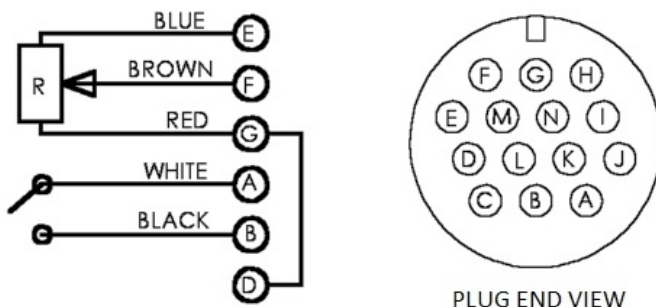 BLUE E
BROWN F
R
RED G
WHITE A
BLACK B
D
F G H
E M N I
D L K J
C B A
PLUG END VIEW